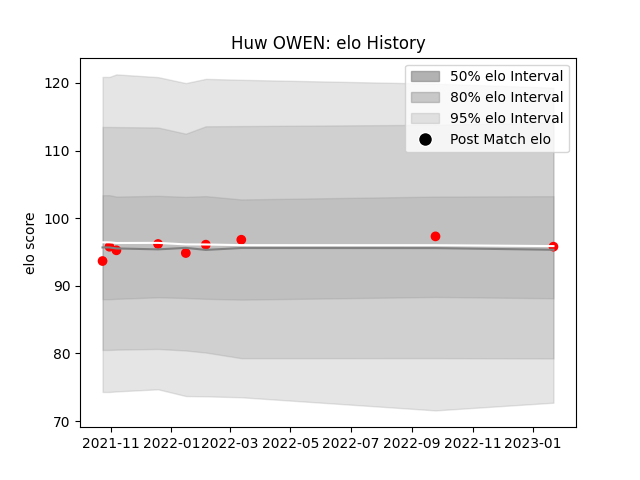 Huw OWEN: elo History
120
110
100
90
80
70
elo score
50% elo Interval
80% elo Interval
95% elo Interval
Post Match elo
2021-11
2022-01
2022-03
2022-05
2022-07
2022-09
2022-11
2023-01